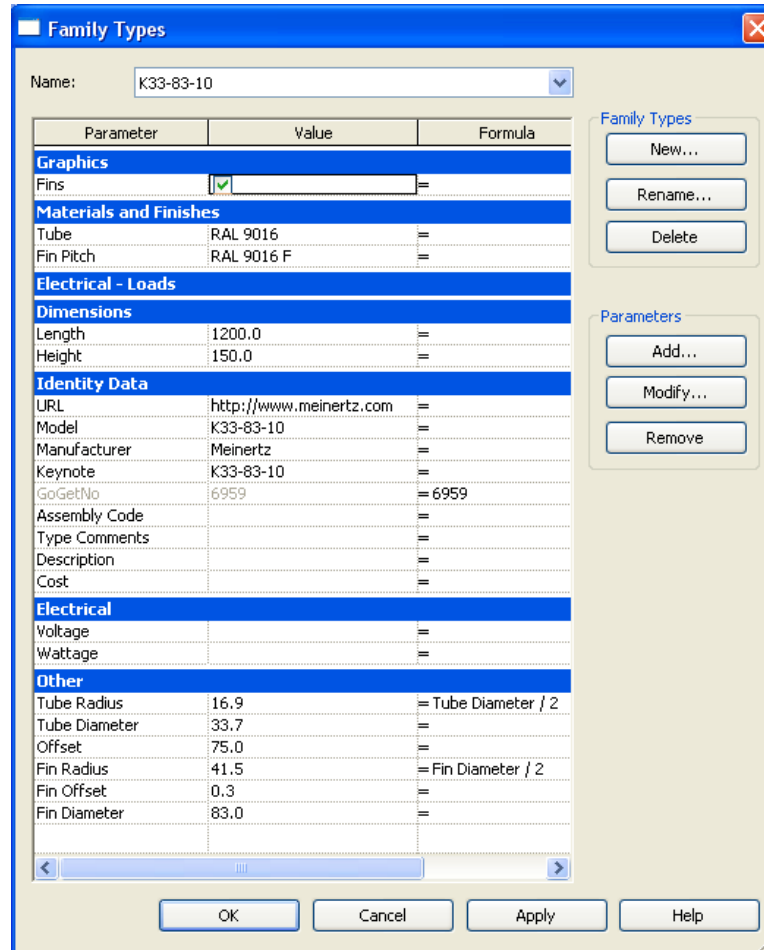 Family Types
Name: K33-83-10
Parameter Value Formula
Graphics
Fins =
Materials and Finishes
Tube RAL 9016 =
Fin Pitch RAL 9016 F =
Electrical - Loads
Dimensions
Length 1200.0 =
Height 150.0 =
Identity Data
URL http://www.meinertz.com =
Model K33-83-10 =
Manufacturer Meinertz =
Keynote K33-83-10 =
GoGetNo 6959 = 6959
Assembly Code =
Type Comments =
Description =
Cost =
Electrical
Voltage =
Wattage =
Other
Tube Radius 16.9 = Tube Diameter / 2
Tube Diameter 33.7 =
Offset 75.0 =
Fin Radius 41.5 = Fin Diameter / 2
Fin Offset 0.3 =
Fin Diameter 83.0 =
Family Types
New...
Rename...
Delete
Parameters
Add...
Modify...
Remove
OK Cancel Apply Help